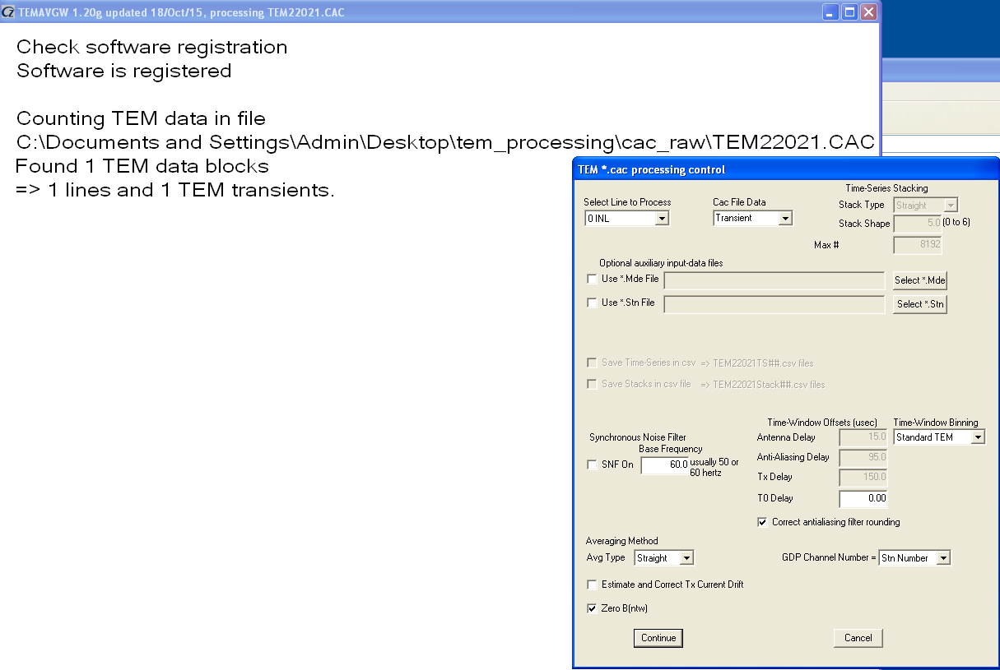 TEMAVGW 1.20g updated 18/Oct/15, processing TEM22021.CAC
Check software registration
Software is registered
Counting TEM data in file
C:\Documents and Settings\Admin\Desktop\tem_processing\cac_raw\TEM22021.CAC
Found 1 TEM data blocks
=> 1 lines and 1 TEM transients.
TEM *.cac processing control
Time-Series Stacking
Select Line to Process
Cac File Data
Stack Type Straight
0 INL
Transient
Stack Shape 5.0 (0 to 6)
Max # 8192
Optional auxiliary input-data files
Use *.Mde File Select *.Mde
Use *.Stn File Select *.Stn
Save Time-Series in csv => TEM22021TS##.csv files
Save Stacks in csv file => TEM22021Stack##.csv files
Time-Window Offsets (usec) Time-Window Binning
Synchronous Noise Filter
Antenna Delay 15.0 Standard TEM
Base Frequency
SNF On 60.0 usually 50 or
60 hertz
Anti-Aliasing Delay 95.0
Tx Delay 150.0
T0 Delay 0.00
Correct antialiasing filter rounding
Averaging Method
Avg Type Straight
GDP Channel Number = Stn Number
Estimate and Correct Tx Current Drift
Zero B(ntw)
Continue Cancel